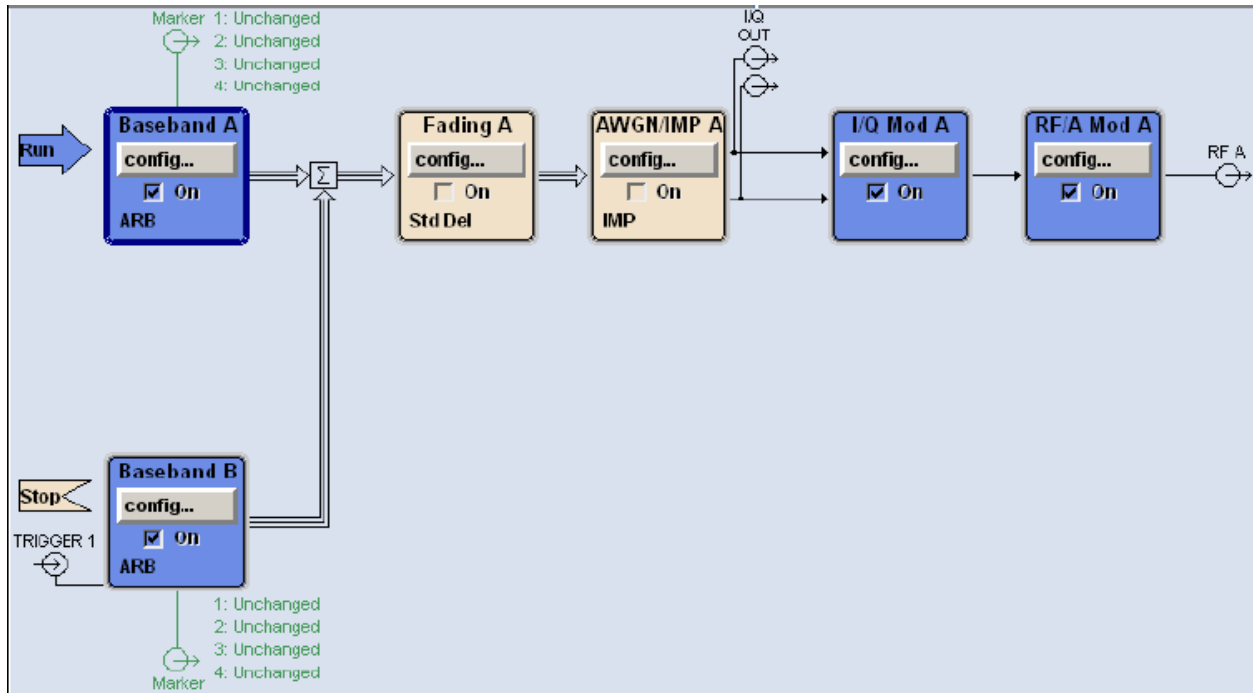 Marker 1: Unchanged
2: Unchanged
3: Unchanged
4: Unchanged
I/Q
OUT
Run
Baseband A
config...
On
ARB
Σ
Fading A
config...
On
Std Del
AWGN/IMP A
config...
On
IMP
I/Q Mod A
config...
On
RF/A Mod A
config...
On
RF A
Stop
TRIGGER 1
Baseband B
config...
On
ARB
1: Unchanged
2: Unchanged
3: Unchanged
4: Unchanged
Marker